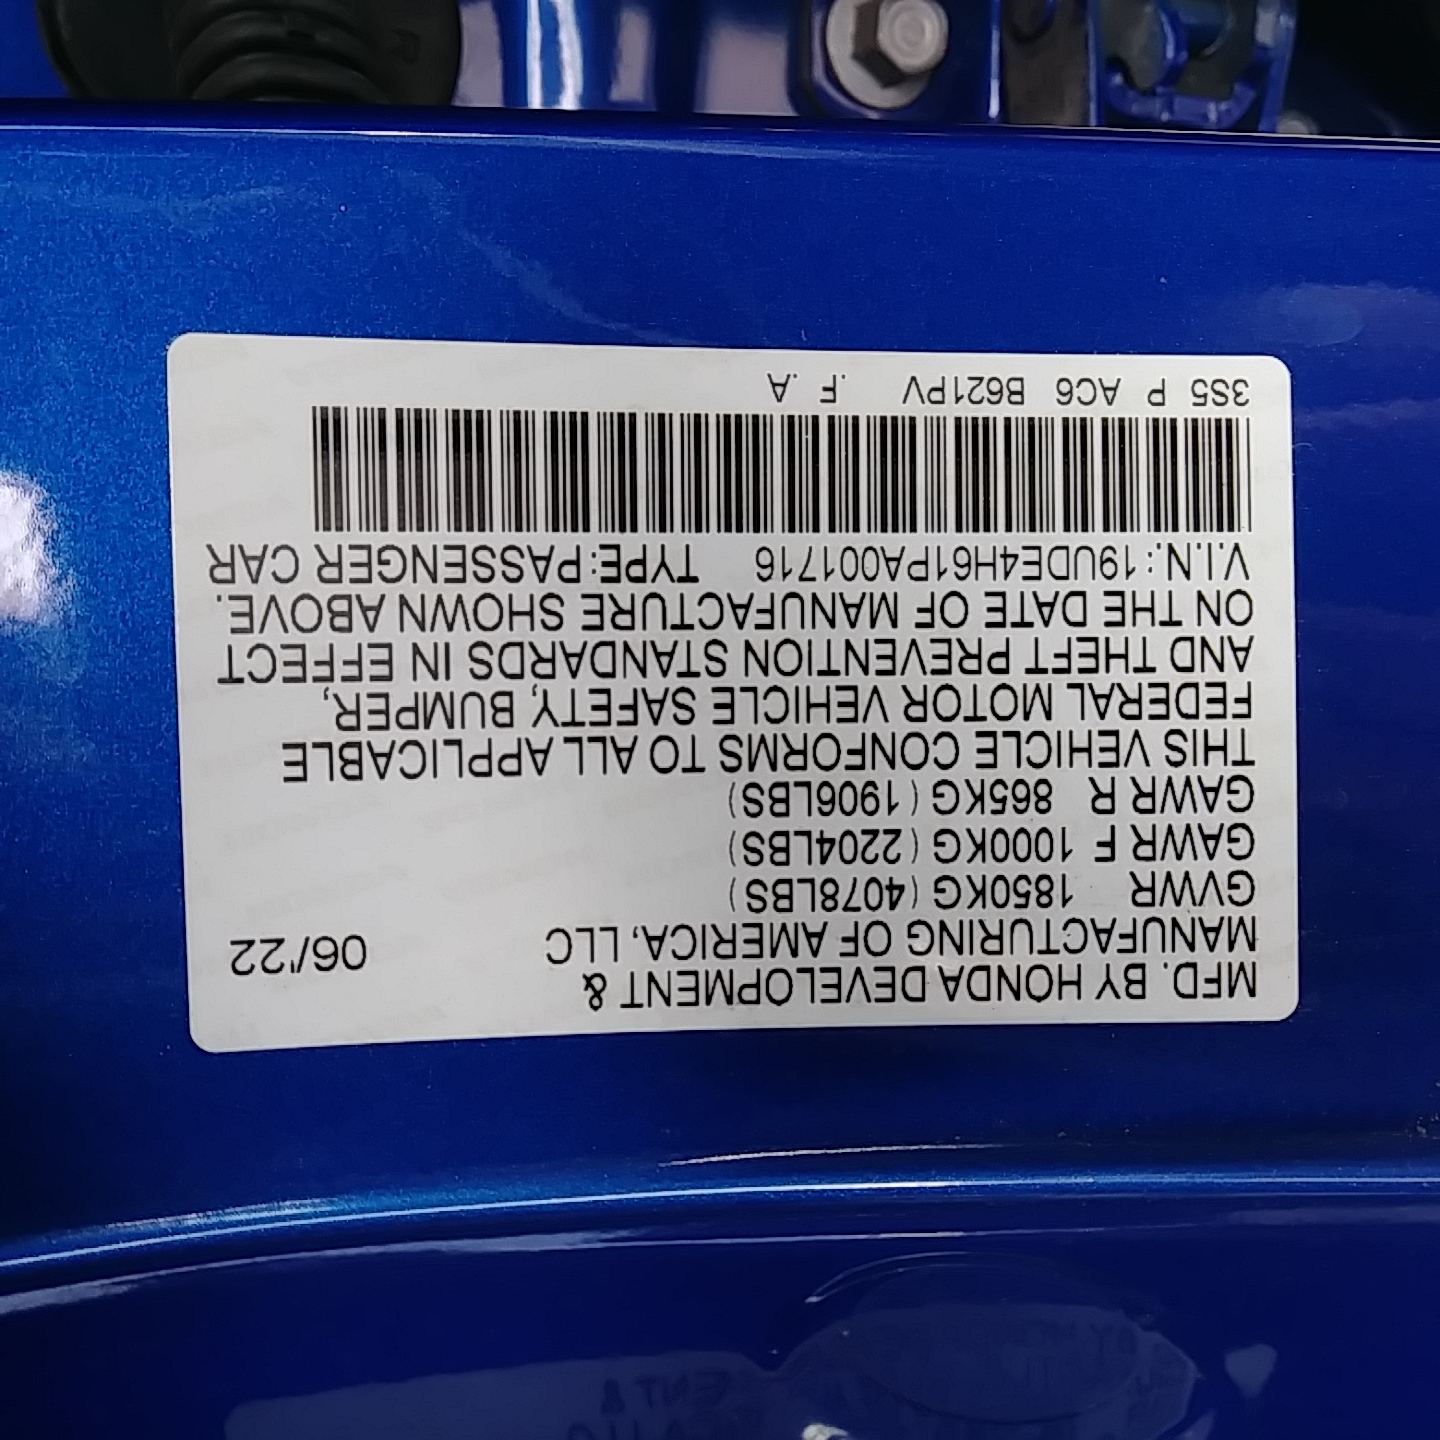 MFD. BY HONDA DEVELOPMENT &
MANUFACTURING OF AMERICA, LLC 06/'22
GVWR 1850KG (4078LBS)
GAWR F 1000KG (2204LBS)
GAWR R 865KG (1906LBS)
THIS VEHICLE CONFORMS TO ALL APPLICABLE
FEDERAL MOTOR VEHICLE SAFETY, BUMPER,
AND THEFT PREVENTION STANDARDS IN EFFECT
ON THE DATE OF MANUFACTURE SHOWN ABOVE.
V.I.N.: 19UDE4H61PA001716 TYPE:PASSENGER CAR
3S5 P AC6 B621PV .F .A